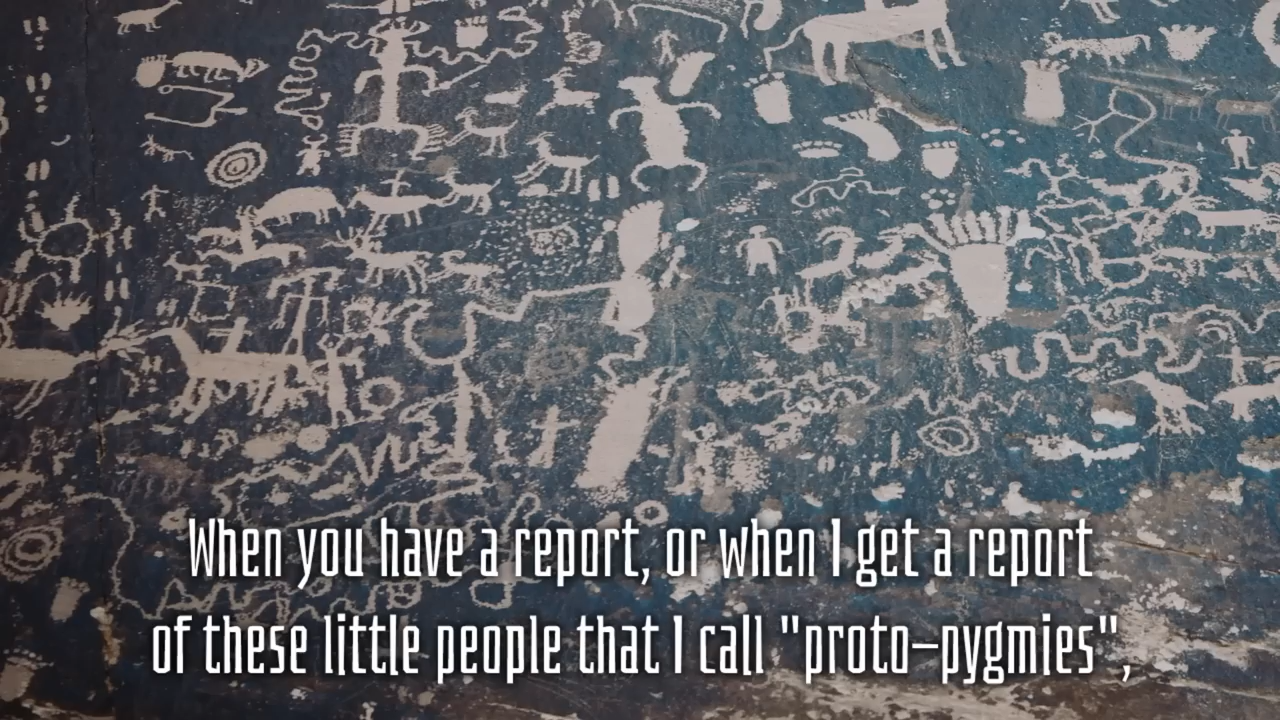 When you have a report, or when I get a report
of these little people that I call "proto-pygmies",